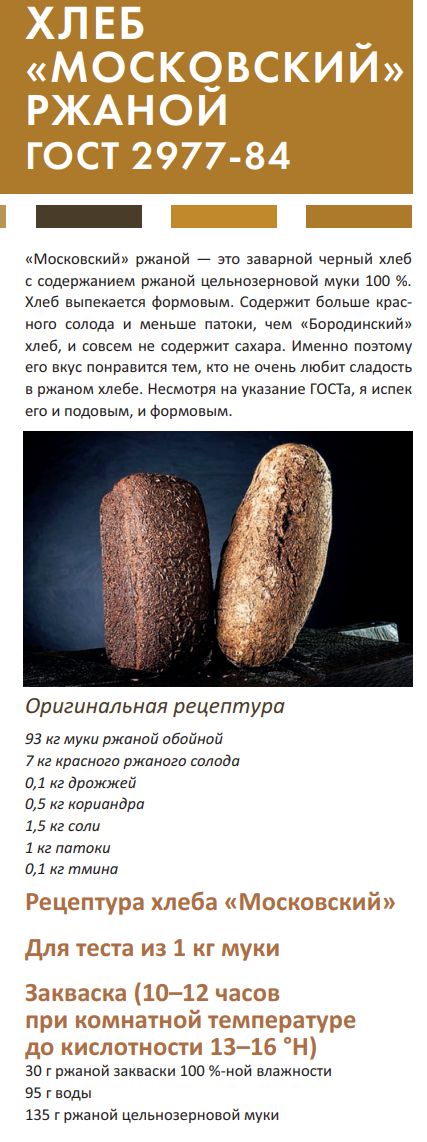 ХЛЕБ
«МОСКОВСКИЙ»
РЖАНОЙ
ГОСТ 2977-84
«Московский» ржаной — это заварной черный хлеб
с содержанием ржаной цельнозерновой муки 100 %.
Хлеб выпекается формовым. Содержит больше крас-
ного солода и меньше патоки, чем «Бородинский»
хлеб, и совсем не содержит сахара. Именно поэтому
его вкус понравится тем, кто не очень любит сладость
в ржаном хлебе. Несмотря на указание ГОСТа, я испек
его и подовым, и формовым.
Оригинальная рецептура
93 кг муки ржаной обойной
7 кг красного ржаного солода
0,1 кг дрожжей
0,5 кг кориандра
1,5 кг соли
1 кг патоки
0,1 кг тмина
Рецептура хлеба «Московский»
Для теста из 1 кг муки
Закваска (10–12 часов
при комнатной температуре
до кислотности 13–16 °Н)
30 г ржаной закваски 100 %-ной влажности
95 г воды
135 г ржаной цельнозерновой муки